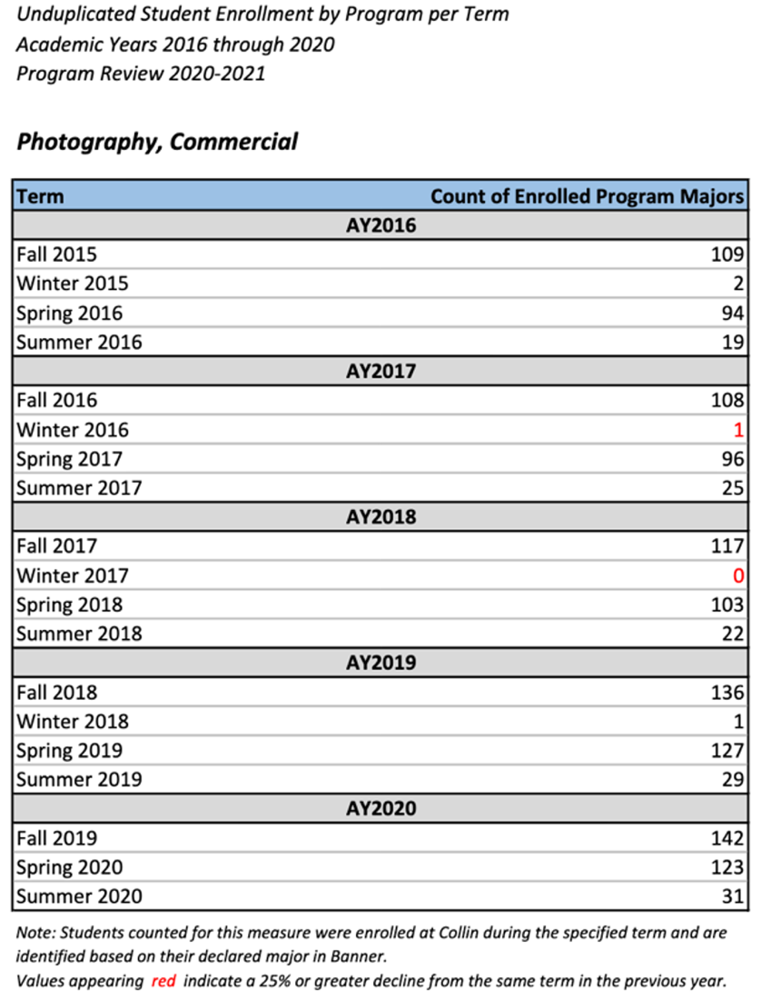 Unduplicated Student Enrollment by Program per Term
Academic Years 2016 through 2020
Program Review 2020-2021
Photography, Commercial
Term Count of Enrolled Program Majors
AY2016
Fall 2015 109
Winter 2015 2
Spring 2016 94
Summer 2016 19
AY2017
Fall 2016 108
Winter 2016 1
Spring 2017 96
Summer 2017 25
AY2018
Fall 2017 117
Winter 2017 0
Spring 2018 103
Summer 2018 22
AY2019
Fall 2018 136
Winter 2018 1
Spring 2019 127
Summer 2019 29
AY2020
Fall 2019 142
Spring 2020 123
Summer 2020 31
Note: Students counted for this measure were enrolled at Collin during the specified term and are
identified based on their declared major in Banner.
Values appearing red indicate a 25% or greater decline from the same term in the previous year.